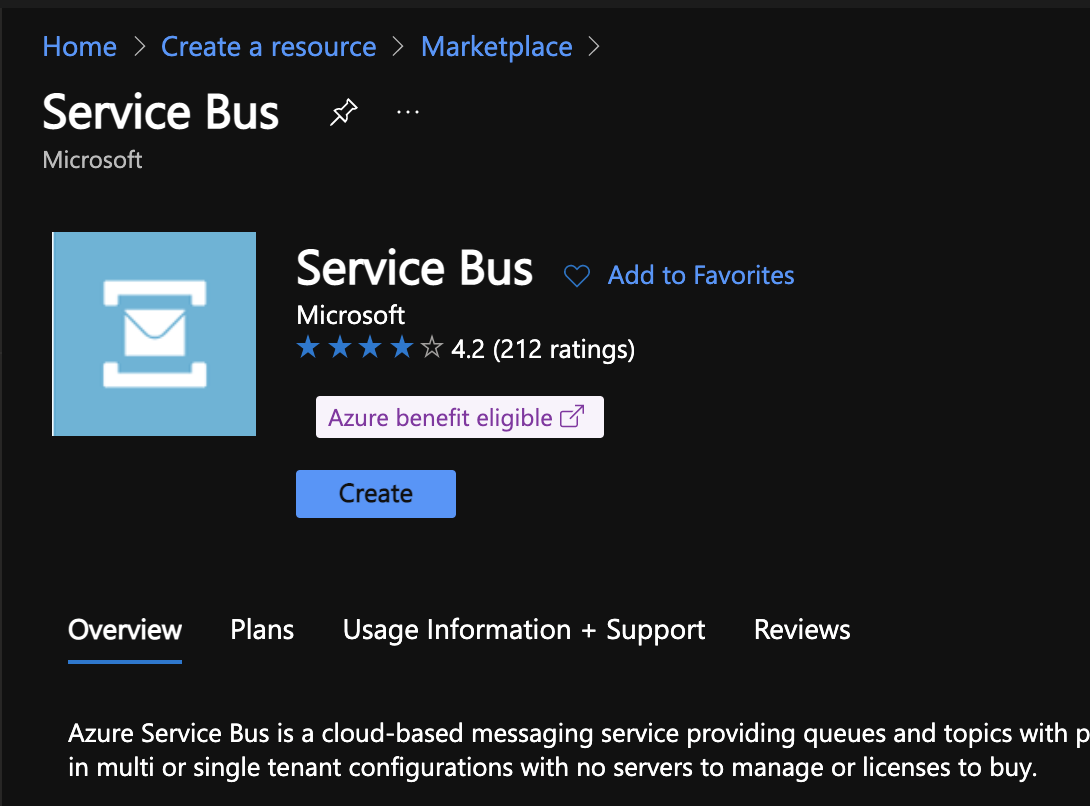 Home > Create a resource > Marketplace >
Service Bus ...
Microsoft
Service Bus Add to Favorites
Microsoft
4.2 (212 ratings)
Azure benefit eligible
Create
Overview Plans Usage Information + Support Reviews
Azure Service Bus is a cloud-based messaging service providing queues and topics with
in multi or single tenant configurations with no servers to manage or licenses to buy.